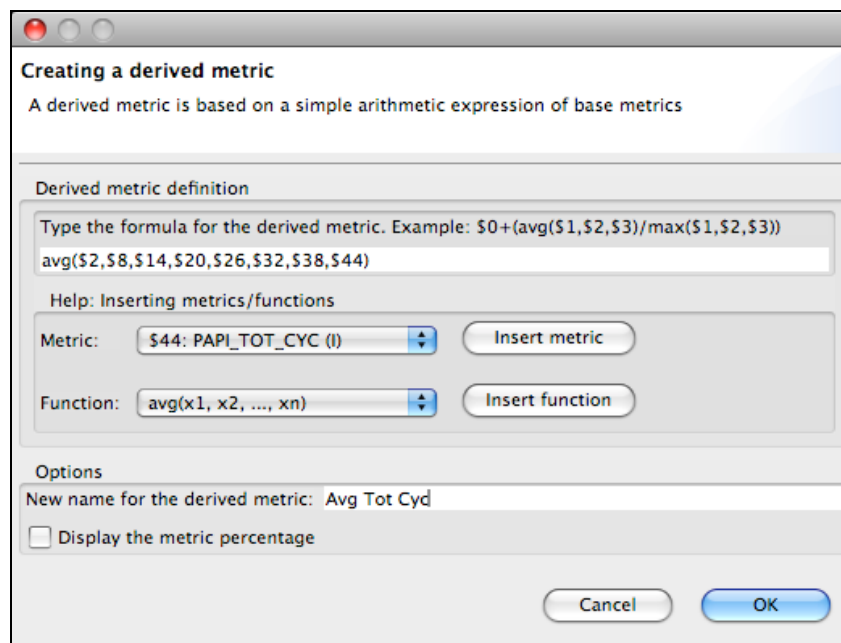 Creating a derived metric
A derived metric is based on a simple arithmetic expression of base metrics
Derived metric definition
Type the formula for the derived metric. Example: $0+(avg($1,$2,$3)/max($1,$2,$3))
avg($2,$8,$14,$20,$26,$32,$38,$44)
Help: Inserting metrics/functions
Metric: $44: PAPI_TOT_CYC (I) Insert metric
Function: avg(x1, x2, ..., xn) Insert function
Options
New name for the derived metric: Avg Tot Cyc
Display the metric percentage
Cancel OK